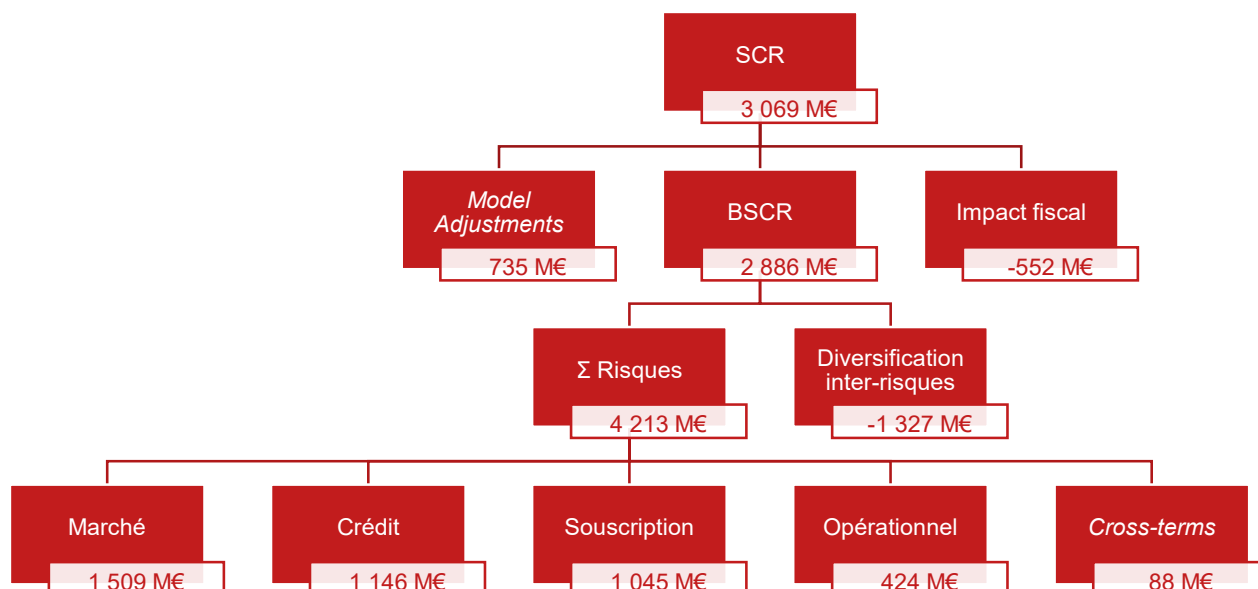 SCR
3 069 M€
Model
Adjustments
735 M€
BSCR
2 886 M€
Impact fiscal
-552 M€
Σ Risques
4 213 M€
Diversification
inter-risques
-1 327 M€
Marché
1 509 M€
Crédit
1 146 M€
Souscription
1 045 M€
Opérationnel
424 M€
Cross-terms
88 M€